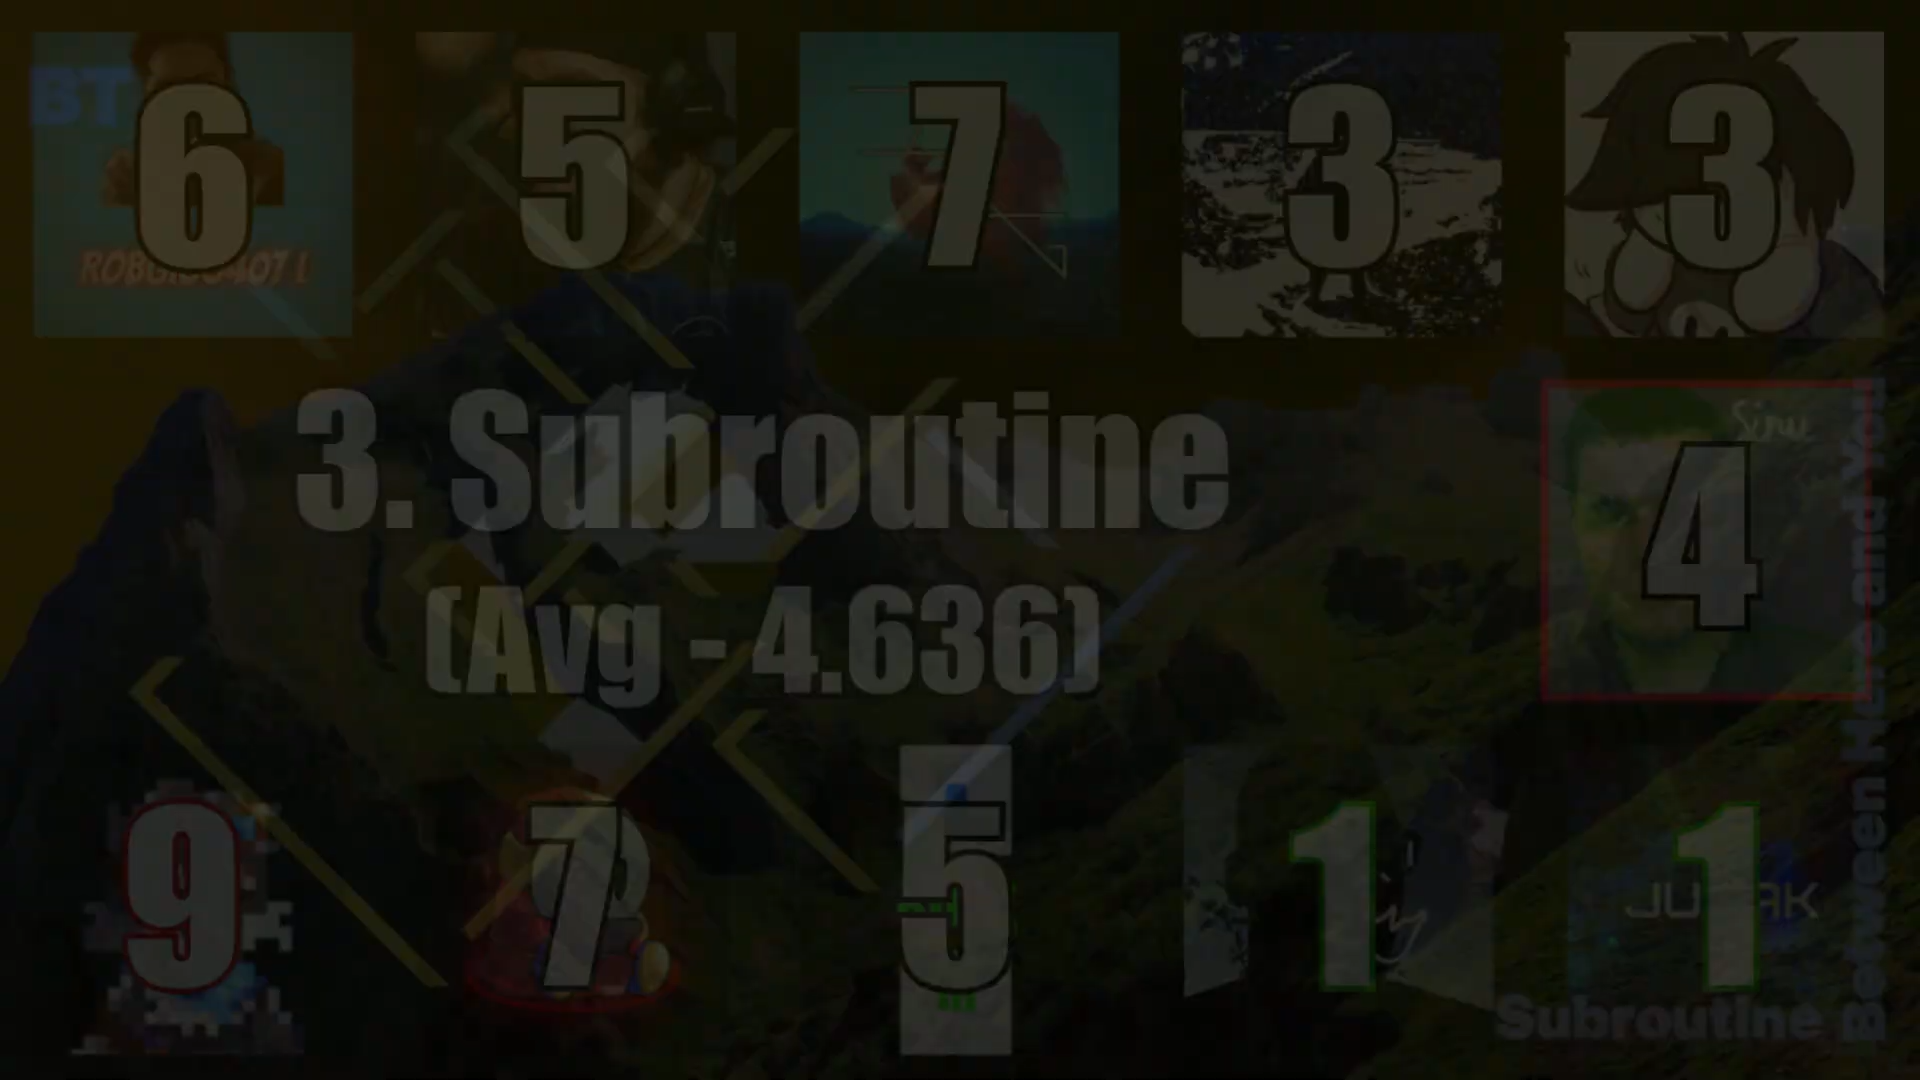 BT
6
5
7
3
3
3. Subroutine
(Avg - 4.636)
4
9
7
5
1
1
Subroutine
Between Here and You